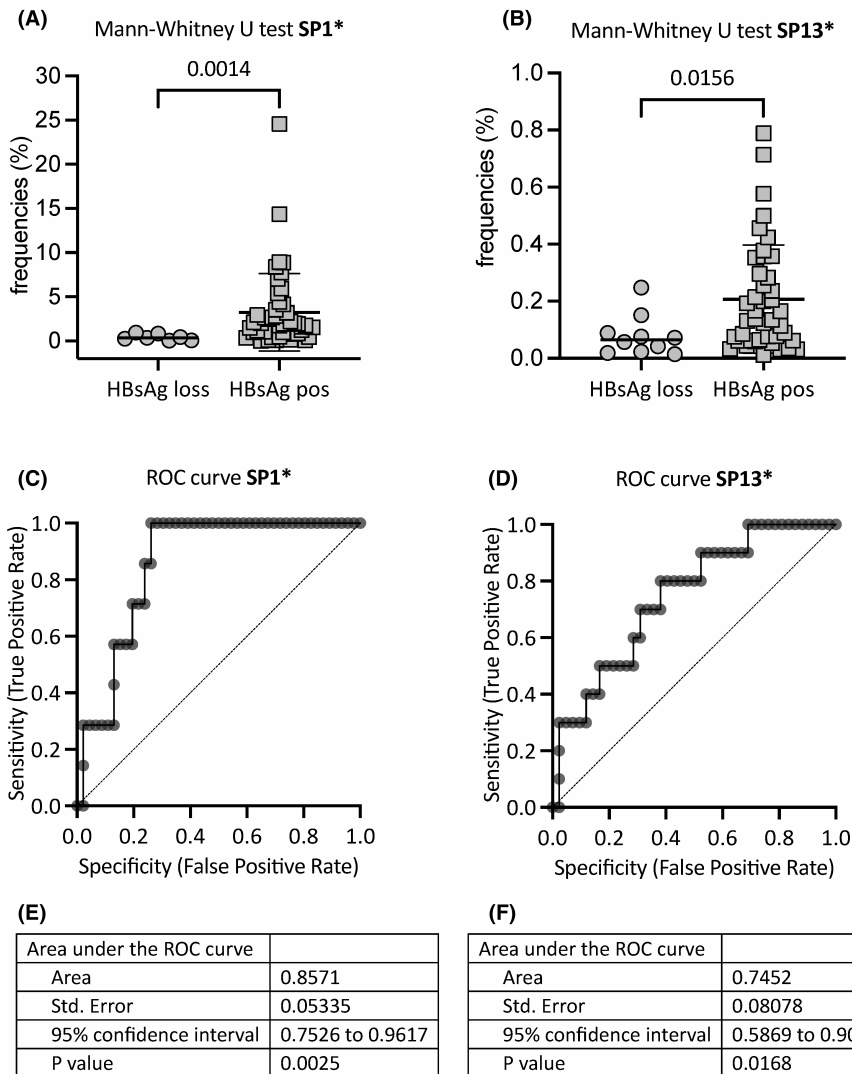 (A)
Mann-Whitney U test SP1*
0.0014
frequencies (%)
30
25
20
15
10
5
0
HBsAg loss
HBsAg pos
(B)
Mann-Whitney U test SP13*
0.0156
frequencies (%)
1.0
0.8
0.6
0.4
0.2
0.0
HBsAg loss
HBsAg pos
(C)
ROC curve SP1*
Sensitivity (True Positive Rate)
1.0
0.8
0.6
0.4
0.2
0.0
0.0 0.2 0.4 0.6 0.8 1.0
Specificity (False Positive Rate)
(D)
ROC curve SP13*
Sensitivity (True Positive Rate)
1.0
0.8
0.6
0.4
0.2
0.0
0.0 0.2 0.4 0.6 0.8 1.0
Specificity (False Positive Rate)
(E)
Area under the ROC curve
Area 0.8571
Std. Error 0.05335
95% confidence interval 0.7526 to 0.9617
P value 0.0025
(F)
Area under the ROC curve
Area 0.7452
Std. Error 0.08078
95% confidence interval 0.5869 to 0.90
P value 0.0168